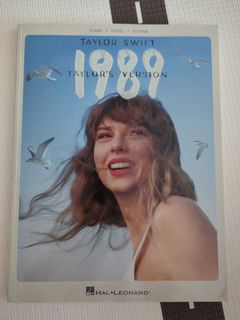 PIANO / VOCAL / GUITAR
TAYLOR SWIFT
1989
TAYLOR'S VERSION
HAL•LEONARD